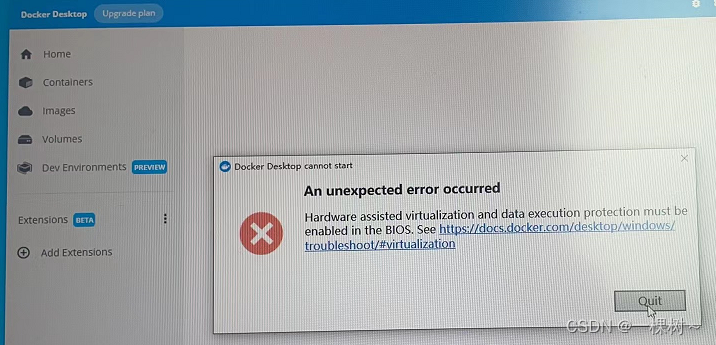 Docker Desktop Upgrade plan
Home
Containers
Images
Volumes
Dev Environments PREVIEW
Extensions BETA
Add Extensions
Docker Desktop cannot start
An unexpected error occurred
Hardware assisted virtualization and data execution protection must be
enabled in the BIOS. See https://docs.docker.com/desktop/windows/
troubleshoot/#virtualization
Quit
CSDN @一棵树~